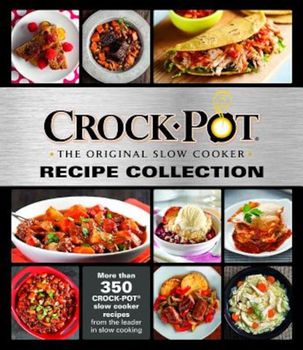 CROCK·POT®
· THE ORIGINAL SLOW COOKER ·
RECIPE COLLECTION
More than
350
CROCK-POT®
slow cooker
recipes
from the leader
in slow cooking